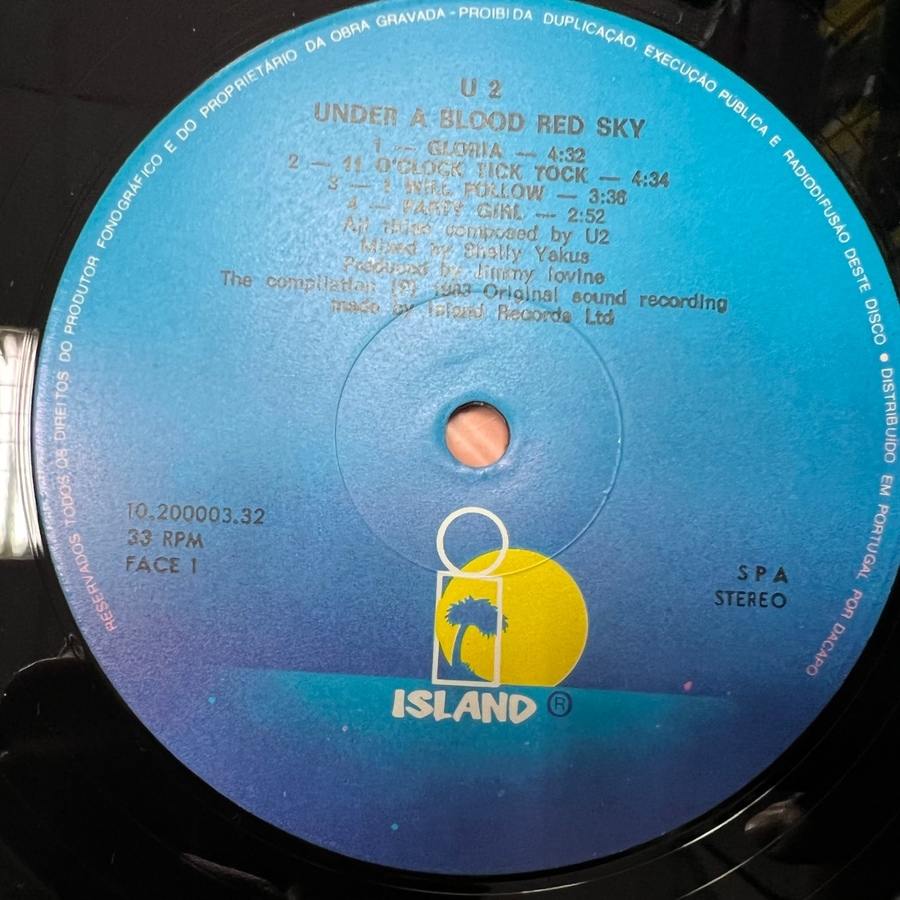 RESERVADOS TODOS OS DIREITOS DO PRODUTOR FONOGRÁFICO E DO PROPRIETÁRIO DA OBRA GRAVADA - PROIBIDA DUPLICAÇÃO, EXECUÇÃO PÚBLICA E RADIODIFUSÃO DESTE DISCO • DISTRIBUIDO EM PORTUGAL POR DACAPO
U 2
UNDER A BLOOD RED SKY
1 — GLORIA — 4:32
2 — 11 O'CLOCK TICK TOCK — 4:34
3 — I WILL FOLLOW — 3:36
4 — PARTY GIRL — 2:52
All titles composed by U2
Mixed by Shelly Yakus
Produced by Jimmy Iovine
The compilation (P) 1983 Original sound recording
made by Island Records Ltd
10.200003.32
33 RPM
FACE 1
SPA
STEREO
ISLAND ®